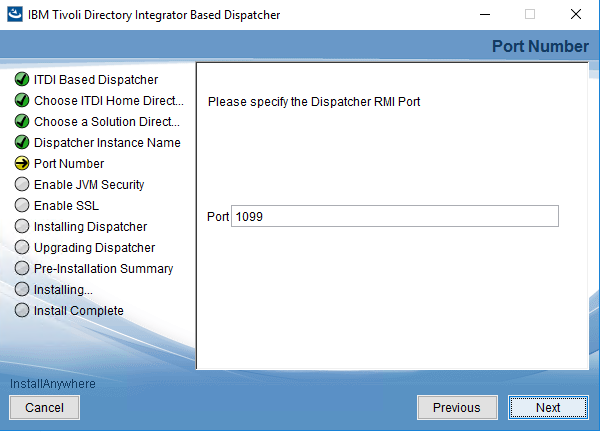 IBM Tivoli Directory Integrator Based Dispatcher
Port Number
ITDI Based Dispatcher
Choose ITDI Home Direct...
Choose a Solution Direct...
Dispatcher Instance Name
Port Number
Enable JVM Security
Enable SSL
Installing Dispatcher
Upgrading Dispatcher
Pre-Installation Summary
Installing...
Install Complete
Please specify the Dispatcher RMI Port
Port 1099
InstallAnywhere
Cancel Previous Next